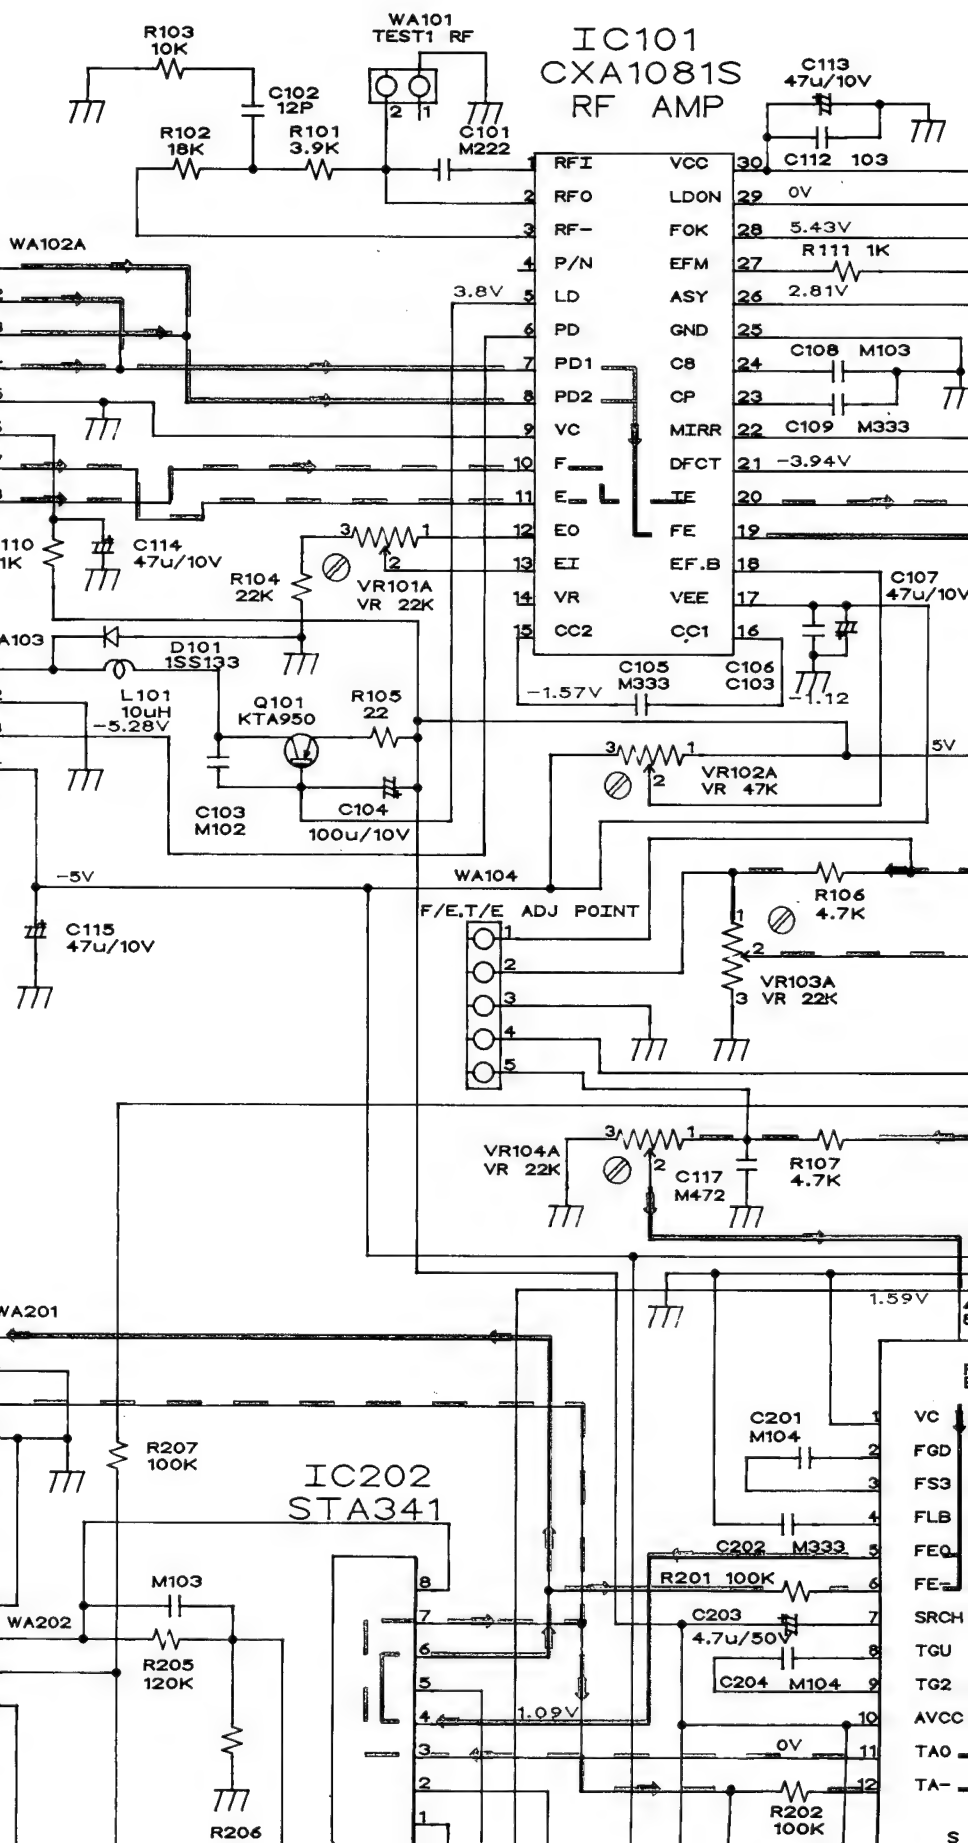 R103
10K
WA101
TEST1 RF
IC101
CXA1081S
RF AMP
C113
47u/10V
C102
12P
2 1
R102
18K
R101
3.9K
C101
M222
C112 103
1 RFI VCC 30
2 RFO LDON 29 0V
3 RF- FOK 28 5.43V
WA102A
R111 1K
4 P/N EFM 27
3.8V
5 LD ASY 26 2.81V
6 PD GND 25
C108 M103
7 PD1 C8 24
8 PD2 CP 23
C109 M333
9 VC MIRR 22
10 F DFCT 21 -3.94V
11 E TE 20
12 EO FE 19
13 EI EF.B 18
14 VR VEE 17
15 CC2 CC1 16
110
1K
C114
47u/10V
3 1
2
R104
22K
VR101A
VR 22K
C107
47u/10V
A103
D101
1SS133
L101
10uH
-5.28V
Q101
KTA950
R105
22
C105
M333
C106
C103
-1.57V
-1.12
3 1
2
VR102A
VR 47K
5V
C103
M102
C104
100u/10V
-5V
WA104
F/E,T/E ADJ POINT
1
2
3
4
5
R106
4.7K
1
2
3
VR103A
VR 22K
C115
47u/10V
VR104A
VR 22K
3 1
2
C117
M472
R107
4.7K
1.59V
WA201
R207
100K
IC202
STA341
C201
M104
1 VC
2 FGD
3 FS3
4 FLB
C202 M333
5 FEO
R201 100K
6 FE-
C203
4.7u/50V
7 SRCH
8 TGU
C204 M104
9 TG2
10 AVCC
0V
11 TAO
12 TA-
R202
100K
M103
WA202
R205
120K
R206
8
7
6
5
4
1.09V
3
2
1
S